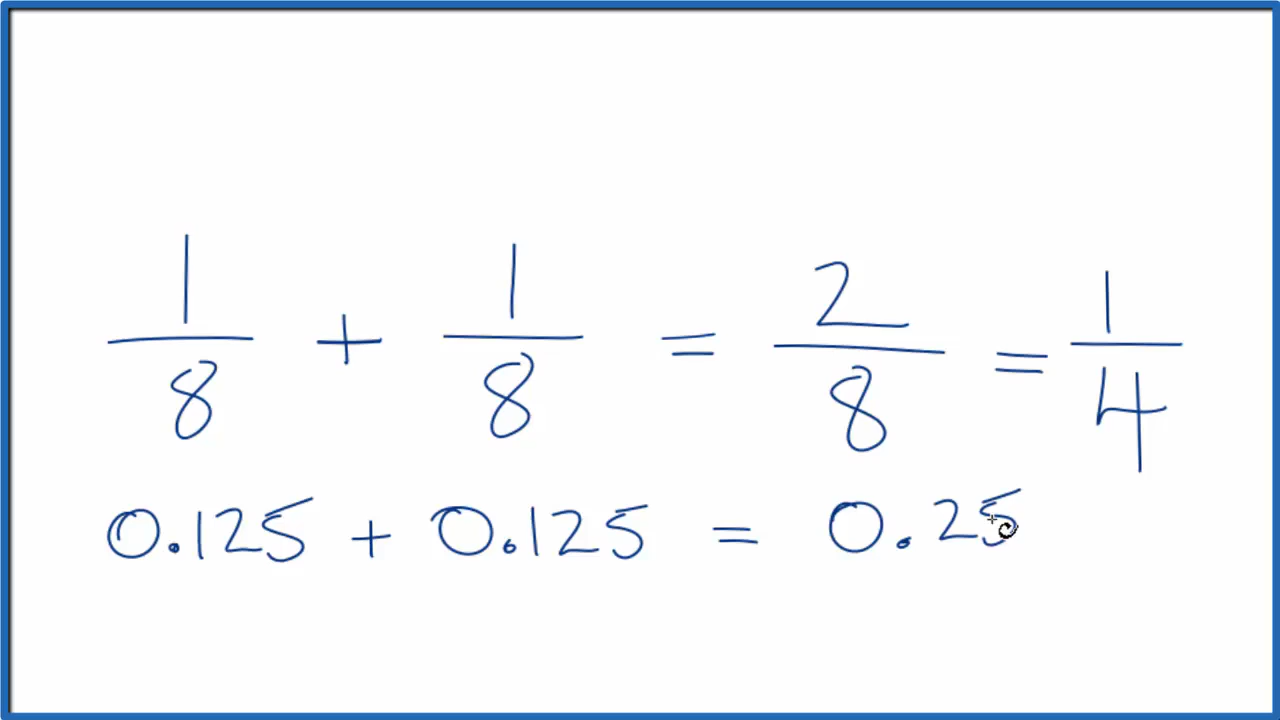 1/8 + 1/8 = 2/8 = 1/4
0.125 + 0.125 = 0.25